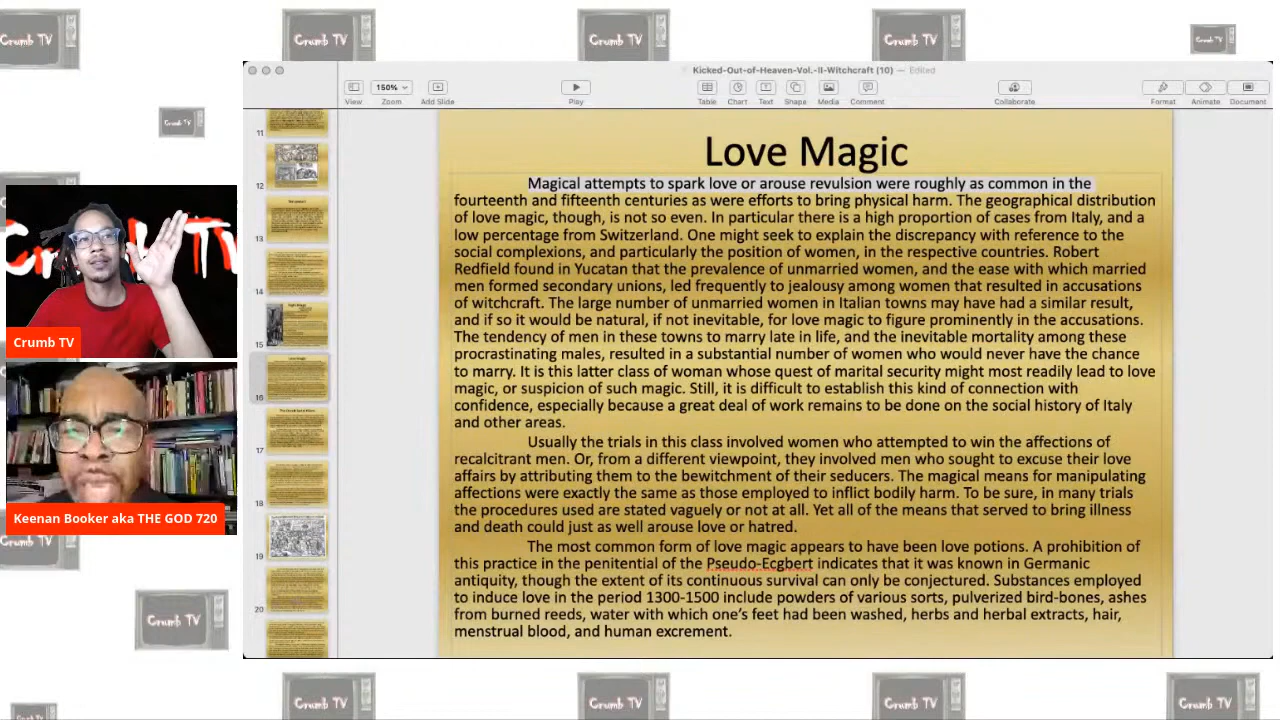 Crumb TV
Crumb TV
Crumb TV
Crumb TV
Crumb TV
Crumb TV
Kicked-Out-of-Heaven-Vol.-II-Witchcraft (10) — Edited
150%
View Zoom Add Slide Play Table Chart Text Shape Media Comment Collaborate Format Animate Document
11
12
13
14
15
16
17
18
19
20
Love Magic
Magical attempts to spark love or arouse revulsion were roughly as common in the
fourteenth and fifteenth centuries as were efforts to bring physical harm. The geographical distribution
of love magic, though, is not so even. In particular there is a high proportion of cases from Italy, and a
low percentage from Switzerland. One might seek to explain the discrepancy with reference to the
social complexions, and particularly the position of women, in the respective countries. Robert
Redfield found in Yucatan that the prevalence of unmarried women, and the ease with which married
men formed secondary unions, led frequently to jealousy among women that resulted in accusations
of witchcraft. The large number of unmarried women in Italian towns may have had a similar result,
and if so it would be natural, if not inevitable, for love magic to figure prominently in the accusations.
The tendency of men in these towns to marry late in life, and the inevitable mortality among these
procrastinating males, resulted in a substantial number of women who would never have the chance
to marry. It is this latter class of woman whose quest of marital security might most readily lead to love
magic, or suspicion of such magic. Still, it is difficult to establish this kind of connection with
confidence, especially because a great deal of work remains to be done on the social history of Italy
and other areas.
Usually the trials in this class involved women who attempted to win the affections of
recalcitrant men. Or, from a different viewpoint, they involved men who sought to excuse their love
affairs by attributing them to the bewitchment of their seducers. The magical means for manipulating
affections were exactly the same as those employed to inflict bodily harm. To be sure, in many trials
the procedures used are stated vaguely or not at all. Yet all of the means that served to bring illness
and death could just as well arouse love or hatred.
The most common form of love magic appears to have been love potions. A prohibition of
this practice in the penitential of the Pseudo-Ecgbert indicates that it was known in Germanic
antiquity, though the extent of its continuous survival can only be conjectured. Substances employed
to induce love in the period 1300-1500 include powders of various sorts, pulverized bird-bones, ashes
from burned reeds, water with which one's feet had been washed, herbs and herbal extracts, hair,
menstrual blood, and human excrement.
Crumb TV
Keenan Booker aka THE GOD 720
Crumb TV
Crumb TV
Crumb TV
Crumb TV
Crumb TV
Crumb TV